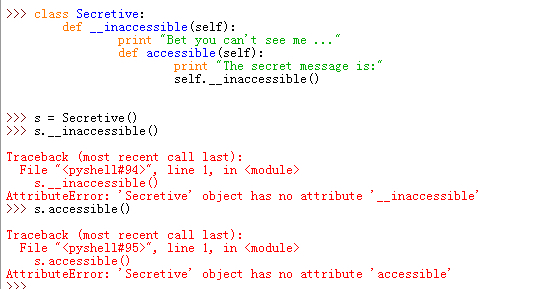 >>> class Secretive:
        def __inaccessible(self):
                print "Bet you can't see me ..."
                def accessible(self):
                        print "The secret message is:"
                        self.__inaccessible()
>>> s = Secretive()
>>> s.__inaccessible()
Traceback (most recent call last):
  File "<pyshell#94>", line 1, in <module>
    s.__inaccessible()
AttributeError: 'Secretive' object has no attribute '__inaccessible'
>>> s.accessible()
Traceback (most recent call last):
  File "<pyshell#95>", line 1, in <module>
    s.accessible()
AttributeError: 'Secretive' object has no attribute 'accessible'
>>>